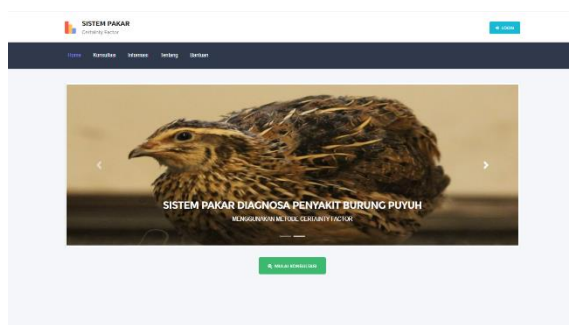 SISTEM PAKAR
Certainty Factor
LOGIN
Home Konsultasi Informasi Tentang Bantuan
SISTEM PAKAR DIAGNOSA PENYAKIT BURUNG PUYUH
MENGGUNAKAN METODE CERTAINTY FACTOR